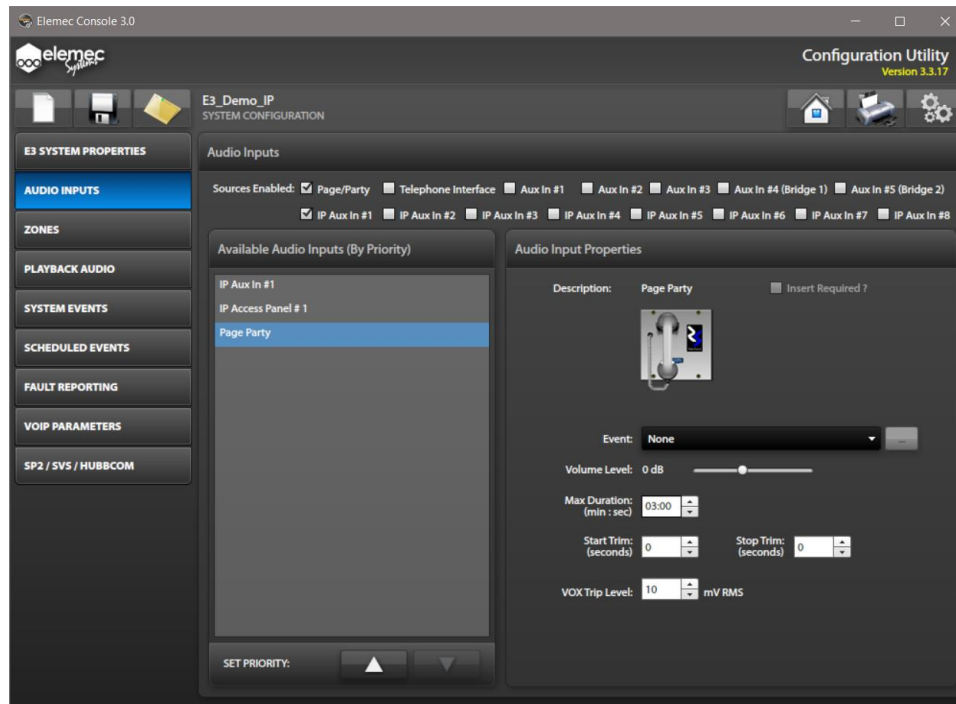 Elemec Console 3.0
elemec
Systems
Configuration Utility
Version 3.3.17
E3_Demo_IP
SYSTEM CONFIGURATION
E3 SYSTEM PROPERTIES
AUDIO INPUTS
ZONES
PLAYBACK AUDIO
SYSTEM EVENTS
SCHEDULED EVENTS
FAULT REPORTING
VOIP PARAMETERS
SP2 / SVS / HUBBCOM
Audio Inputs
Sources Enabled: Page/Party Telephone Interface Aux In #1 Aux In #2 Aux In #3 Aux In #4 (Bridge 1) Aux In #5 (Bridge 2)
IP Aux In #1 IP Aux In #2 IP Aux In #3 IP Aux In #4 IP Aux In #5 IP Aux In #6 IP Aux In #7 IP Aux In #8
Available Audio Inputs (By Priority)
IP Aux In #1
IP Access Panel # 1
Page Party
SET PRIORITY:
Audio Input Properties
Description: Page Party Insert Required ?
Event: None ...
Volume Level: 0 dB
Max Duration:
(min : sec) 03:00
Start Trim:
(seconds) 0
Stop Trim:
(seconds) 0
VOX Trip Level: 10 mV RMS